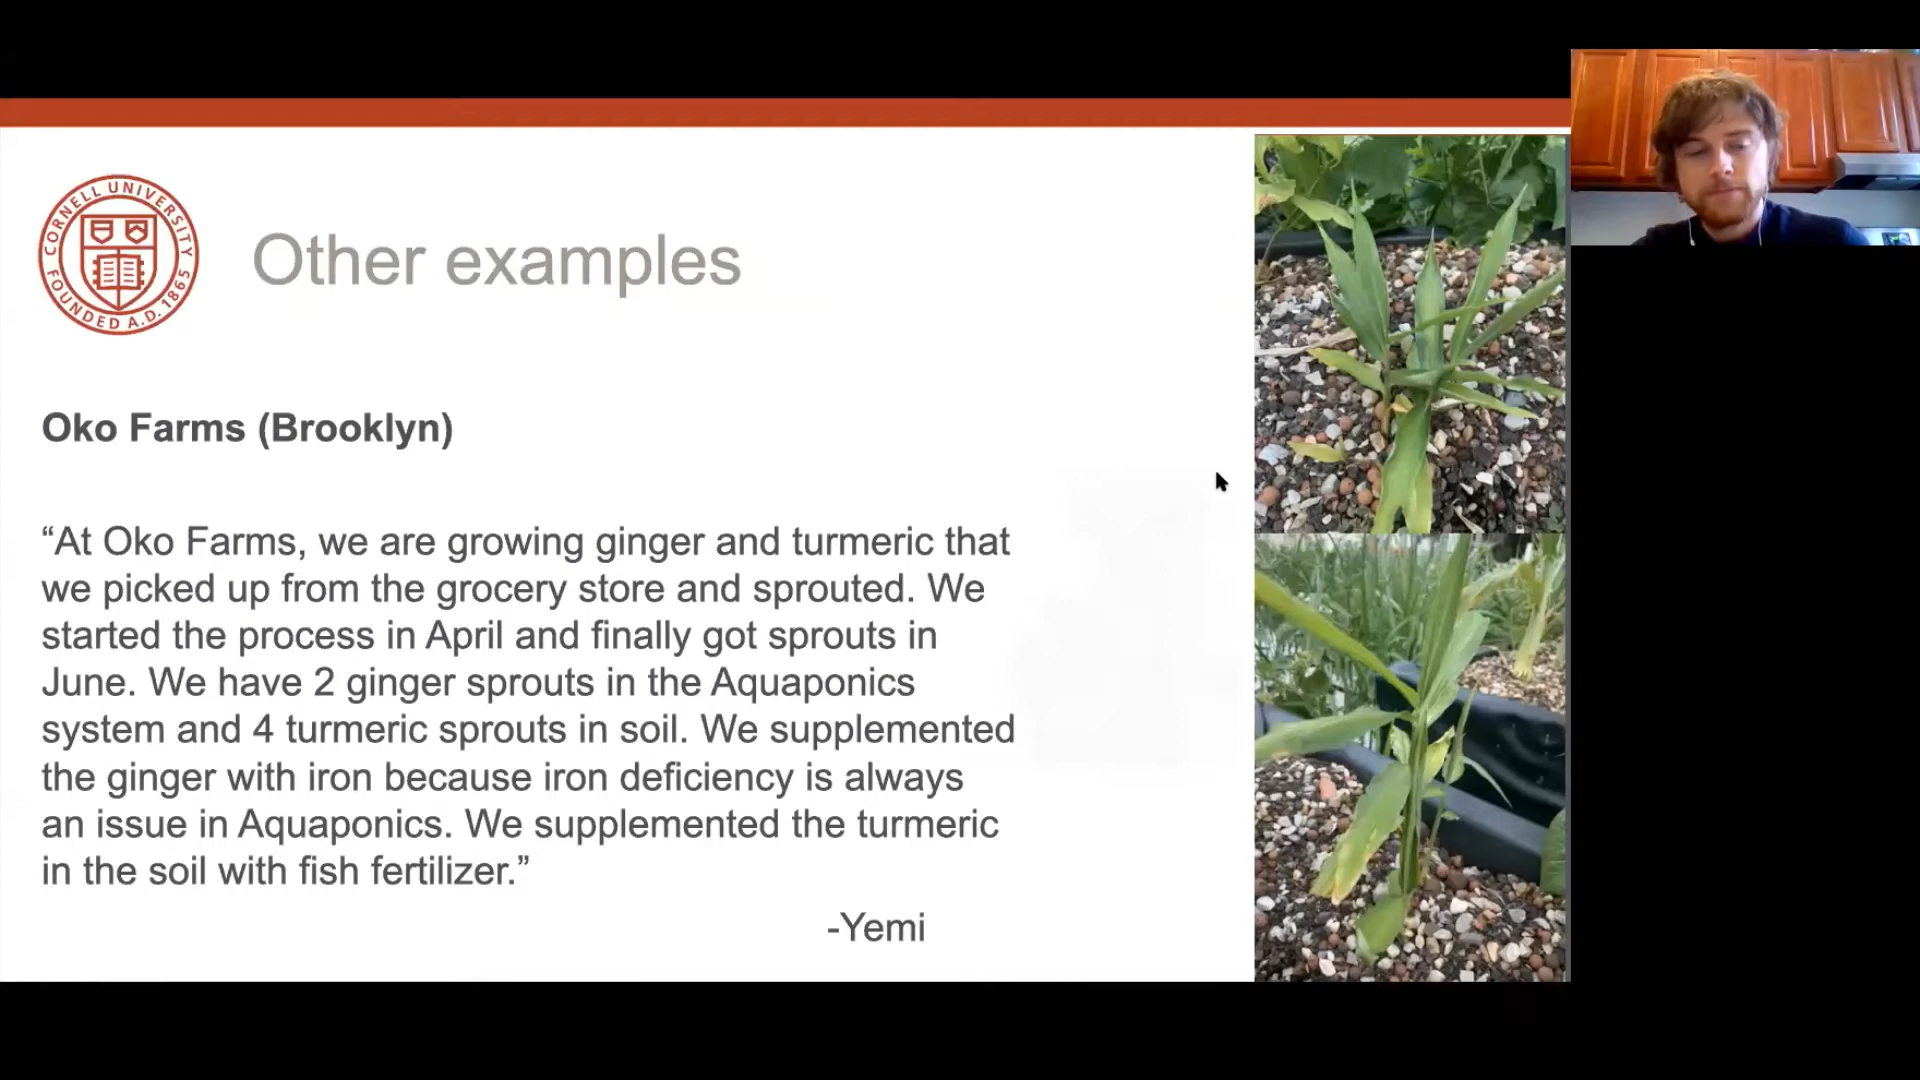 CORNELL UNIVERSITY
FOUNDED A.D. 1865
Other examples
Oko Farms (Brooklyn)
“At Oko Farms, we are growing ginger and turmeric that
we picked up from the grocery store and sprouted. We
started the process in April and finally got sprouts in
June. We have 2 ginger sprouts in the Aquaponics
system and 4 turmeric sprouts in soil. We supplemented
the ginger with iron because iron deficiency is always
an issue in Aquaponics. We supplemented the turmeric
in the soil with fish fertilizer.”
-Yemi